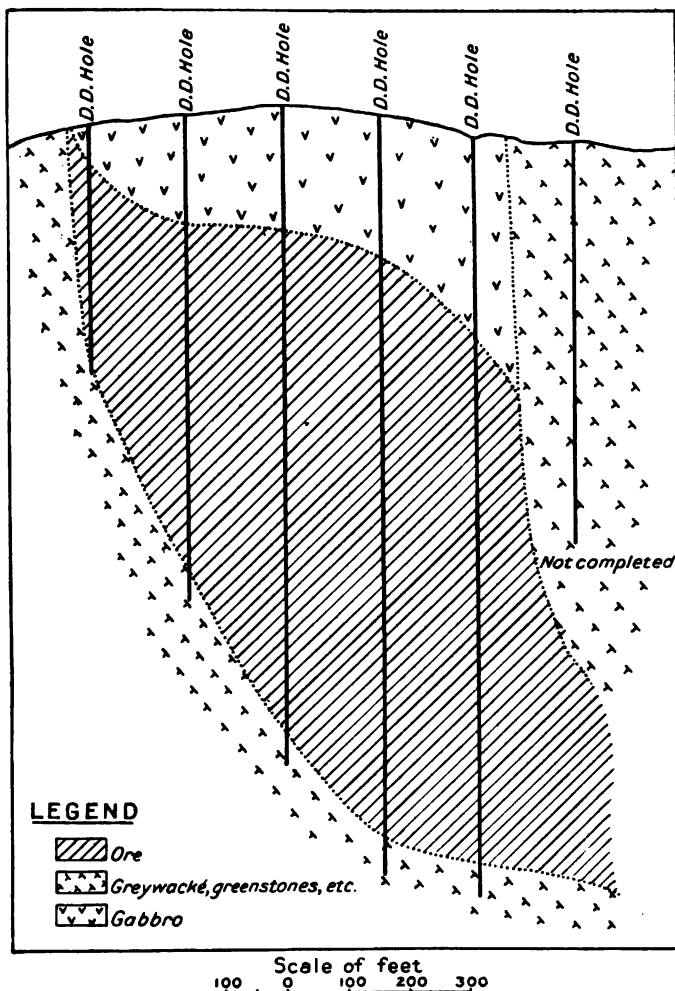 D.D. Hole
D.D. Hole
D.D. Hole
D.D. Hole
D.D. Hole
D.D. Hole
Not completed
LEGEND
Ore
Greywacké, greenstones, etc.
Gabbro
Scale of feet
100 0 100 200 300